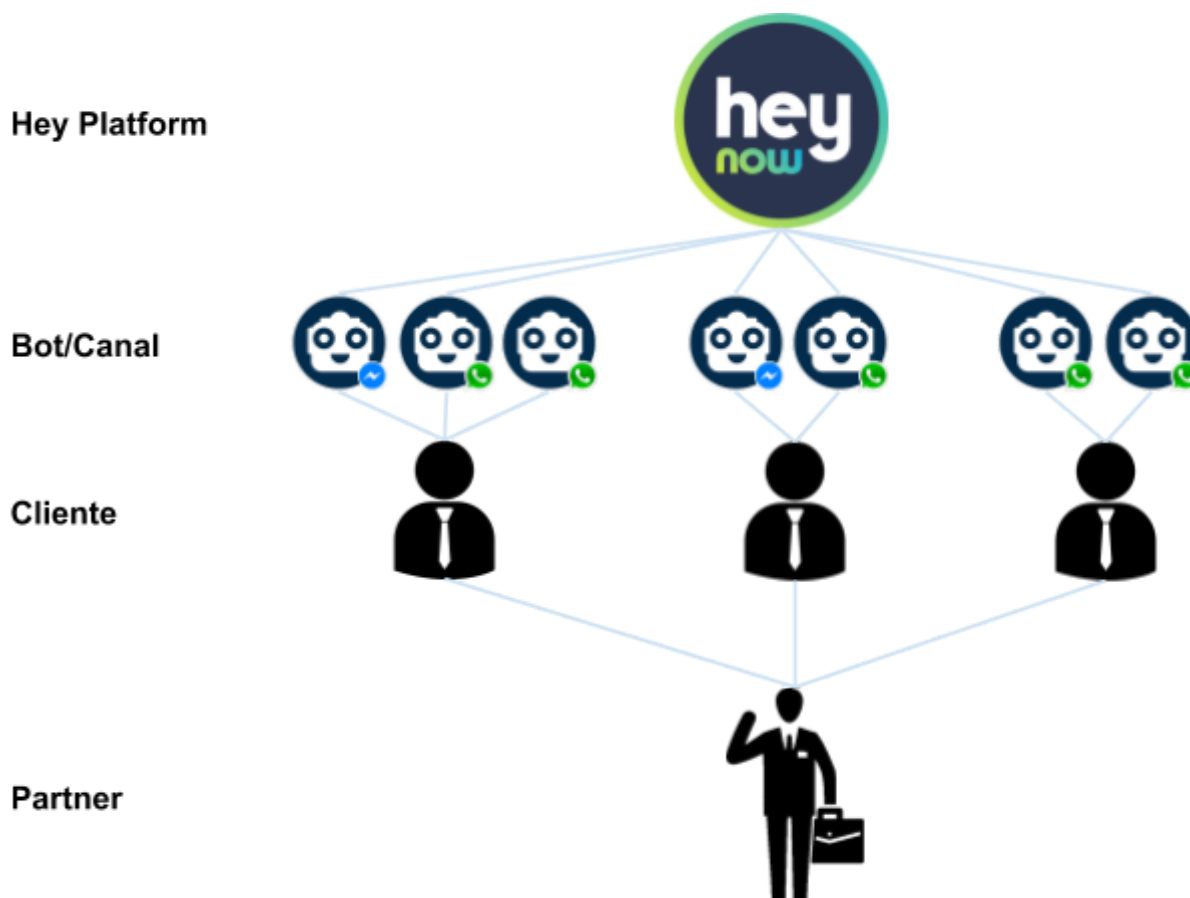 Hey Platform
hey
now
Bot/Canal
Cliente
Partner